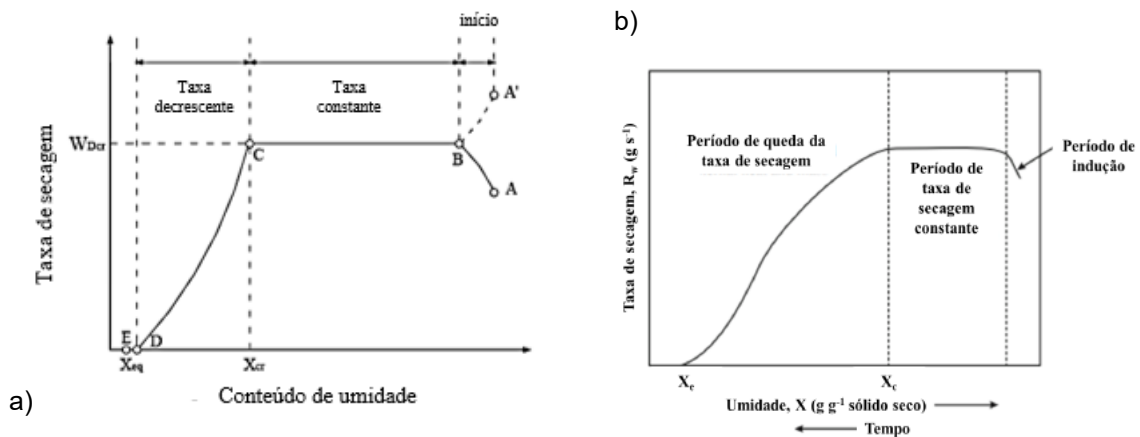 a)
início
Taxa
decrescente
Taxa
constante
A'
W_Dcr
C
B
A
Taxa de secagem
E
D
X_eq
X_cr
Conteúdo de umidade
b)
Período de queda da
taxa de secagem
Período de
taxa de
secagem
constante
Período de
indução
Taxa de secagem, R_w (g s⁻¹)
X_e
X_c
Umidade, X (g g⁻¹ sólido seco)
Tempo